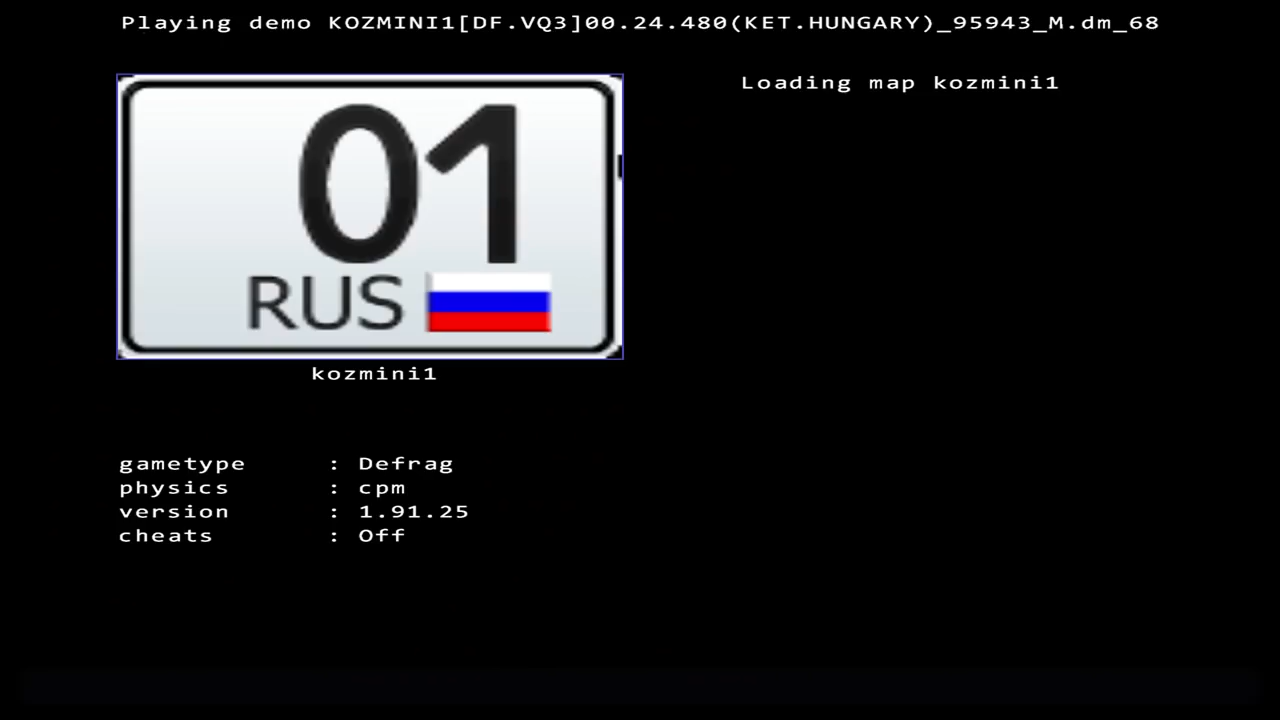 Playing demo KOZMINI1[DF.VQ3]00.24.480(KET.HUNGARY)_95943_M.dm_68
Loading map kozmini1
01
RUS
kozmini1
gametype : Defrag
physics : cpm
version : 1.91.25
cheats : Off